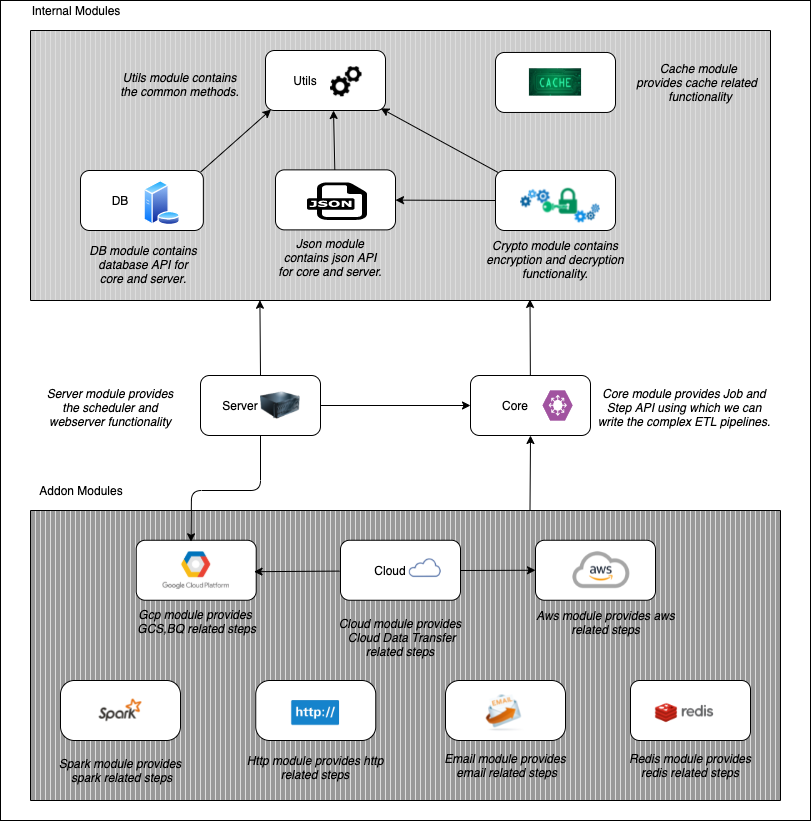 Internal Modules
Utils module contains
the common methods.
Utils
CACHE
Cache module
provides cache related
functionality
DB
JSON
DB module contains
database API for
core and server.
Json module
contains json API
for core and server.
Crypto module contains
encryption and decryption
functionality.
Server module provides
the scheduler and
webserver functionality
Server
Core
Core module provides Job and
Step API using which we can
write the complex ETL pipelines.
Addon Modules
Google Cloud Platform
Cloud
aws
Gcp module provides
GCS,BQ related steps
Cloud module provides
Cloud Data Transfer
related steps
Aws module provides aws
related steps
Spark
http://
EMAIL
redis
Spark module provides
spark related steps
Http module provides http
related steps
Email module provides
email related steps
Redis module provides
redis related steps